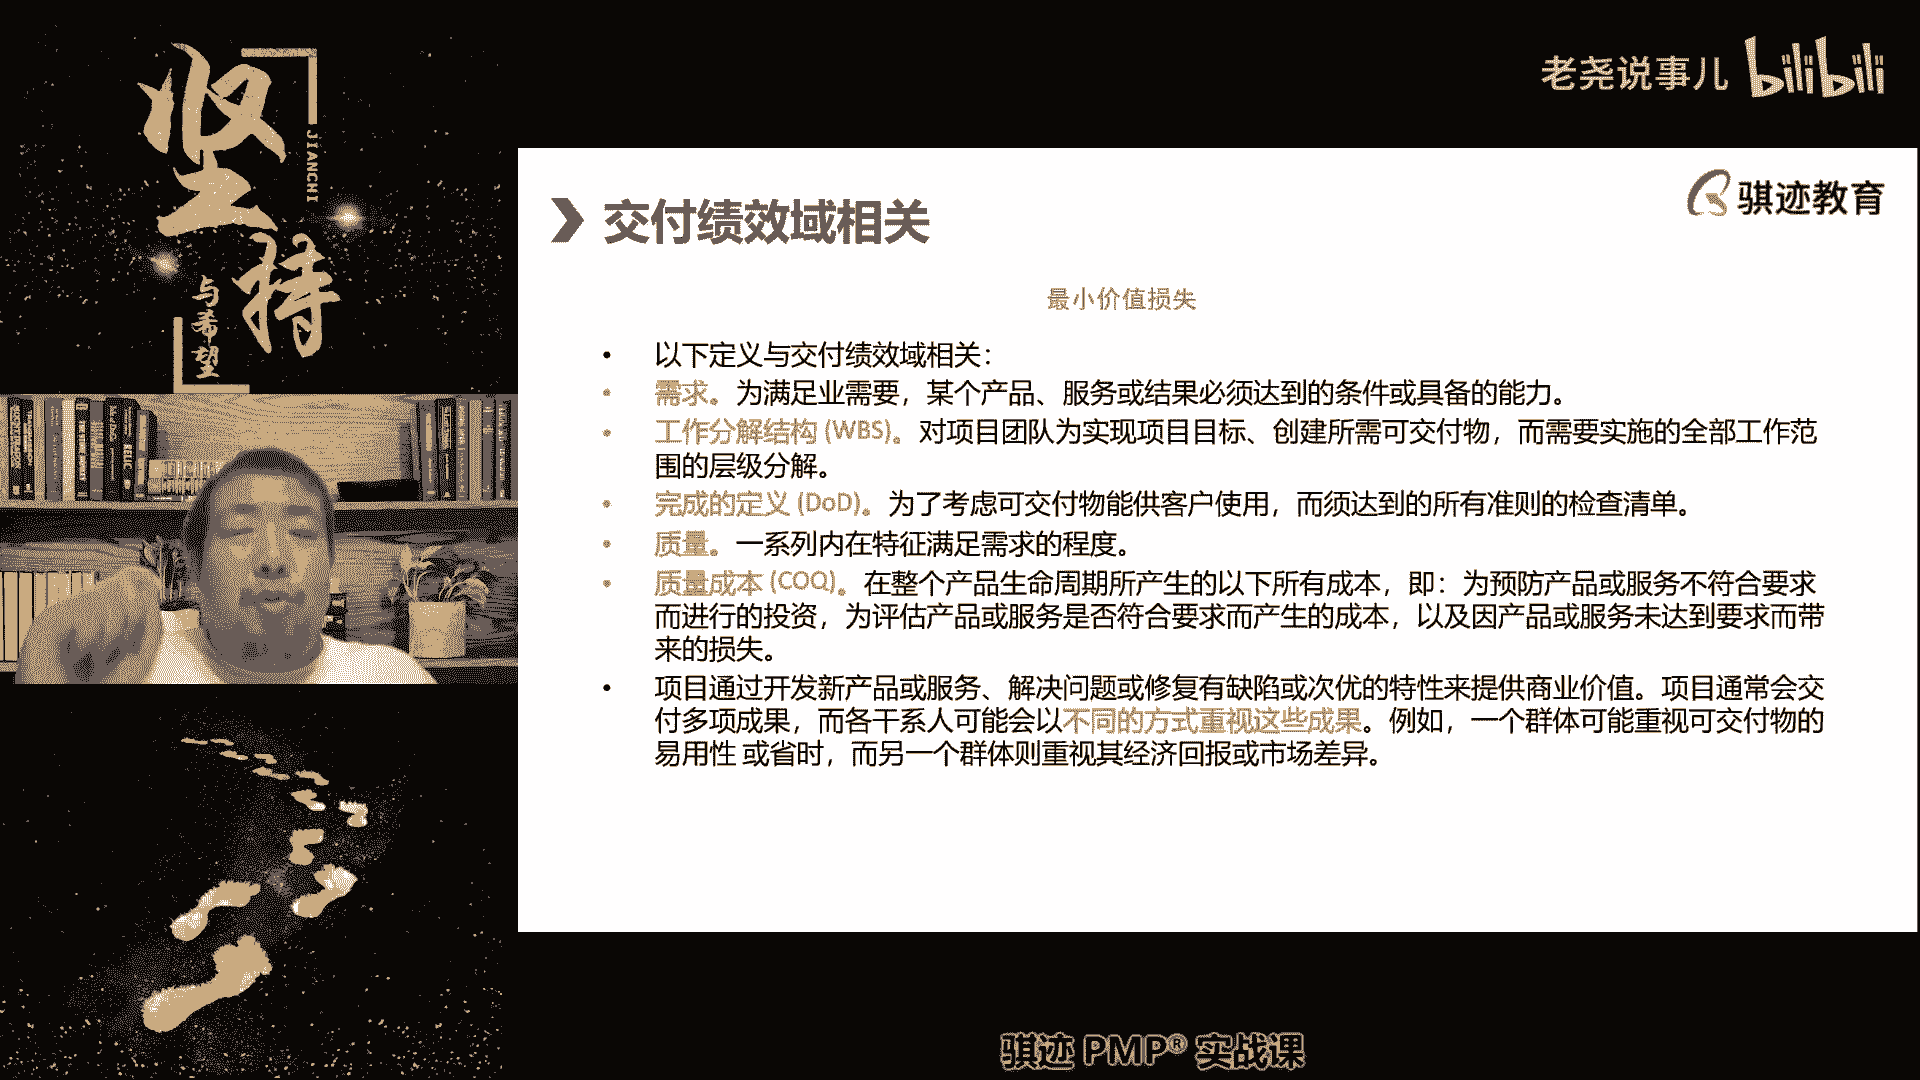 坚持
JIANCHI
与希望
老尧说事儿 bilibili
骐迹教育
交付绩效域相关
最小价值损失
• 以下定义与交付绩效域相关：
• 需求。为满足业需要，某个产品、服务或结果必须达到的条件或具备的能力。
• 工作分解结构 (WBS)。对项目团队为实现项目目标、创建所需可交付物，而需要实施的全部工作范
围的层级分解。
• 完成的定义 (DoD)。为了考虑可交付物能供客户使用，而须达到的所有准则的检查清单。
• 质量。一系列内在特征满足需求的程度。
• 质量成本 (COQ)。在整个产品生命周期所产生的以下所有成本，即：为预防产品或服务不符合要求
而进行的投资，为评估产品或服务是否符合要求而产生的成本，以及因产品或服务未达到要求而带
来的损失。
• 项目通过开发新产品或服务、解决问题或修复有缺陷或次优的特性来提供商业价值。项目通常会交
付多项成果，而各干系人可能会以不同的方式重视这些成果。例如，一个群体可能重视可交付物的
易用性 或省时，而另一个群体则重视其经济回报或市场差异。
骐迹 PMP® 实战课